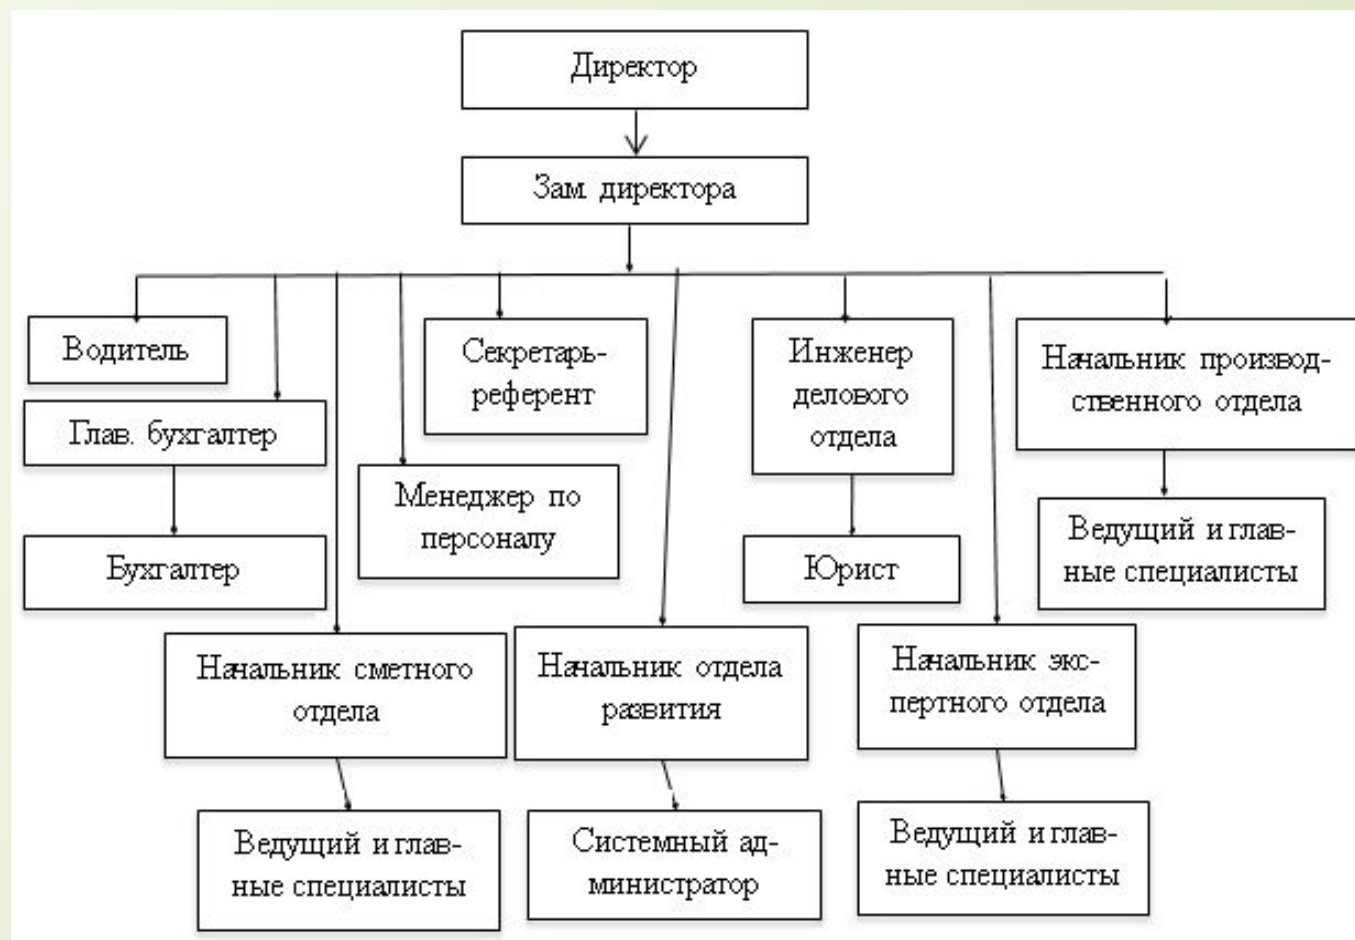 Директор
Зам. директора
Водитель
Секретарь-
референт
Инженер
делового
отдела
Начальник производ-
ственного отдела
Глав. бухгалтер
Менеджер по
персоналу
Ведущий и глав-
ные специалисты
Бухгалтер
Юрист
Начальник сметного
отдела
Начальник отдела
развития
Начальник экс-
пертного отдела
Ведущий и глав-
ные специалисты
Системный ад-
министратор
Ведущий и глав-
ные специалисты